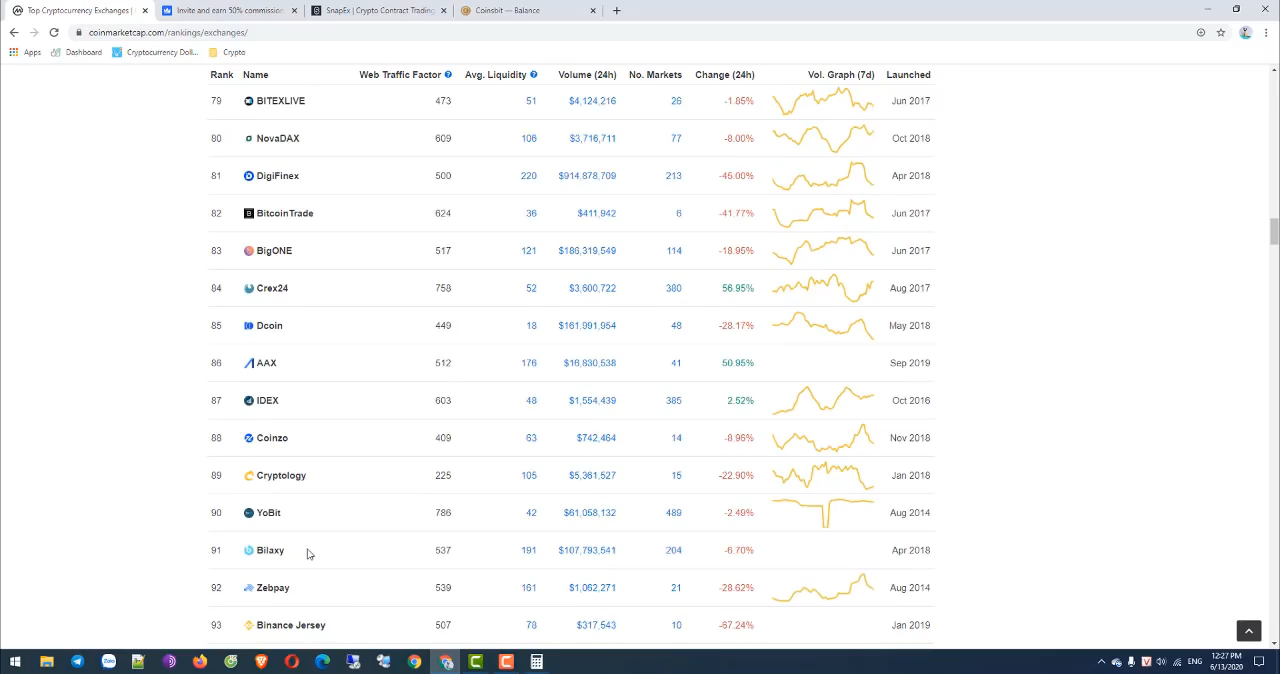 Top Cryptocurrency Exchanges |
Invite and earn 50% commission
SnapEx | Crypto Contract Trading
Coinsbit — Balance
coinmarketcap.com/rankings/exchanges/
Apps Dashboard Cryptocurrency Doll... Crypto
Rank Name Web Traffic Factor Avg. Liquidity Volume (24h) No. Markets Change (24h) Vol. Graph (7d) Launched
79 BITEXLIVE 473 51 $4,124,216 26 -1.85% Jun 2017
80 NovaDAX 609 106 $3,716,711 77 -8.00% Oct 2018
81 DigiFinex 500 220 $914,878,709 213 -45.00% Apr 2018
82 BitcoinTrade 624 36 $411,942 6 -41.77% Jun 2017
83 BigONE 517 121 $186,319,549 114 -18.95% Jun 2017
84 Crex24 758 52 $3,600,722 380 56.95% Aug 2017
85 Dcoin 449 18 $161,991,954 48 -28.17% May 2018
86 AAX 512 176 $16,830,538 41 50.95% Sep 2019
87 IDEX 603 48 $1,554,439 385 2.52% Oct 2016
88 Coinzo 409 63 $742,464 14 -8.96% Nov 2018
89 Cryptology 225 105 $5,361,527 15 -22.90% Jan 2018
90 YoBit 786 42 $61,058,132 489 -2.49% Aug 2014
91 Bilaxy 537 191 $107,793,541 204 -6.70% Apr 2018
92 Zebpay 539 161 $1,062,271 21 -28.62% Aug 2014
93 Binance Jersey 507 78 $317,543 10 -67.24% Jan 2019
Zalo
ENG
12:27 PM
6/13/2020